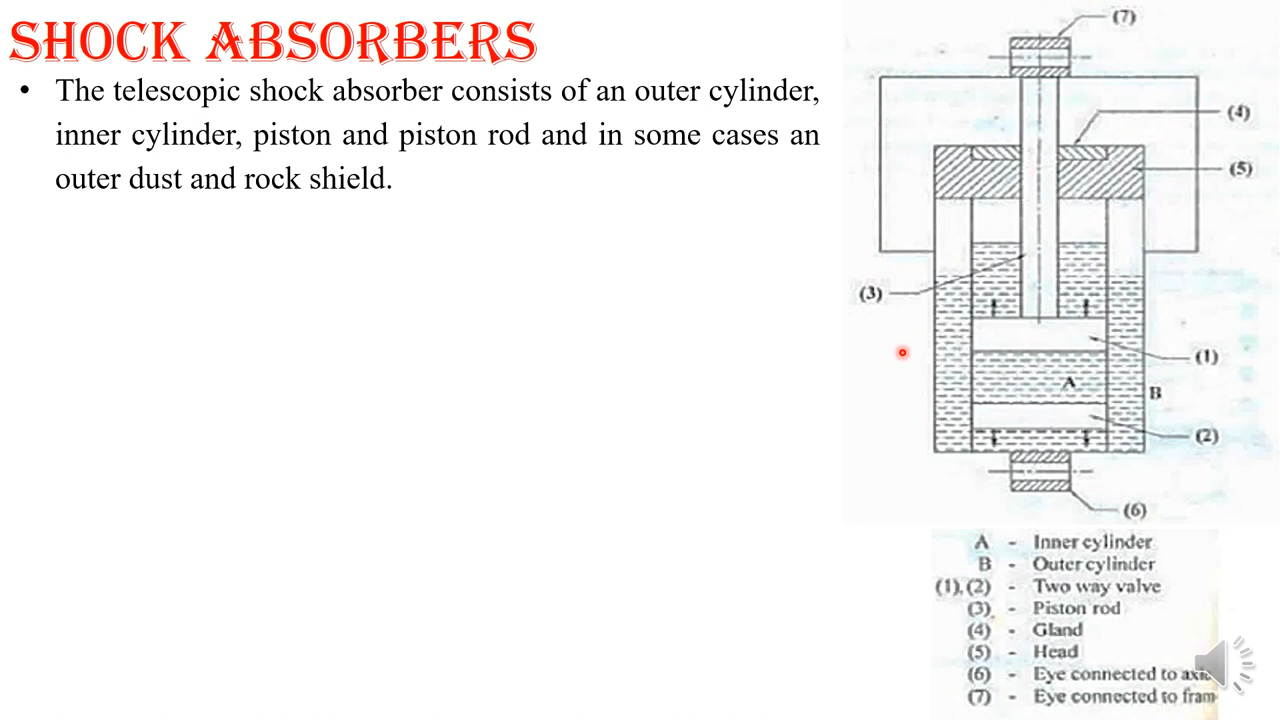 SHOCK ABSORBERS
• The telescopic shock absorber consists of an outer cylinder,
inner cylinder, piston and piston rod and in some cases an
outer dust and rock shield.
(7)
(4)
(5)
(3)
(1)
A
B
(2)
(6)
A - Inner cylinder
B - Outer cylinder
(1), (2) - Two way valve
(3) - Piston rod
(4) - Gland
(5) - Head
(6) - Eye connected to
(7) - Eye connected to fram